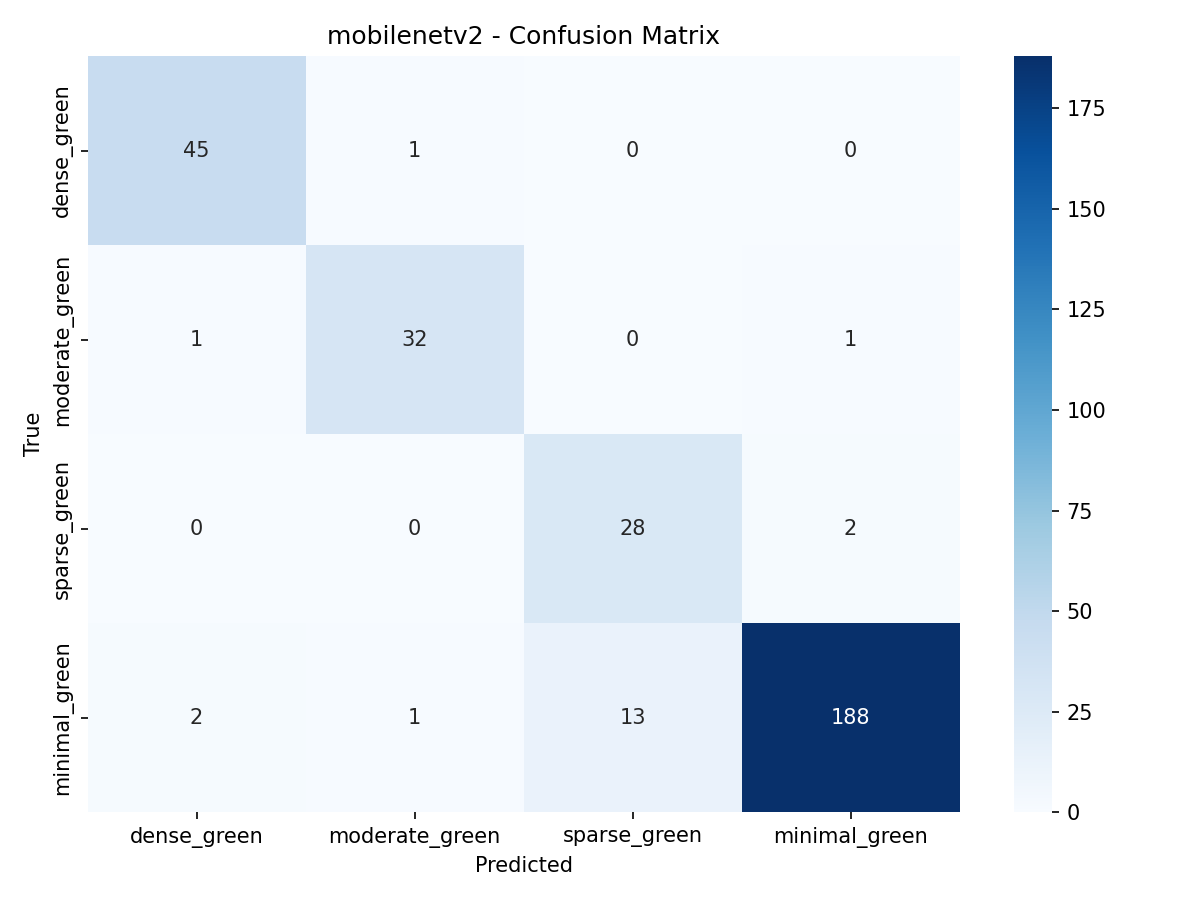 mobilenetv2 - Confusion Matrix
True
dense_green
45 1 0 0
moderate_green
1 32 0 1
sparse_green
0 0 28 2
minimal_green
2 1 13 188
dense_green moderate_green sparse_green minimal_green
Predicted
175
150
125
100
75
50
25
0